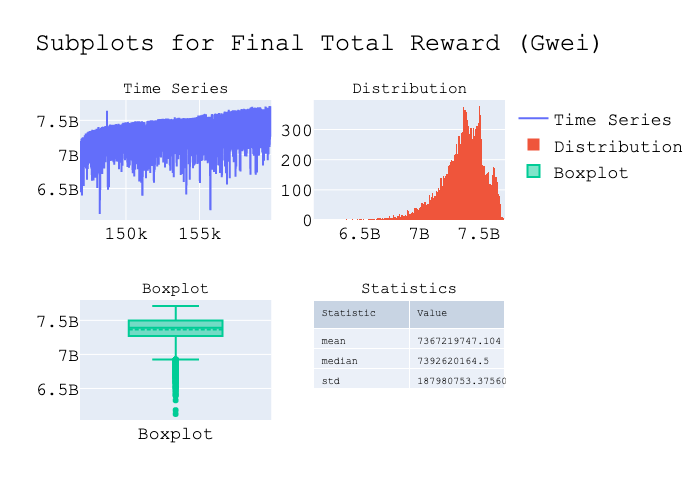 Subplots for Final Total Reward (Gwei)
Time Series
7.5B
7B
6.5B
150k
155k
Distribution
300
200
100
0
6.5B
7B
7.5B
Time Series
Distribution
Boxplot
Boxplot
7.5B
7B
6.5B
Boxplot
Statistics
Statistic Value
mean 7367219747.104
median 7392620164.5
std 187980753.37560